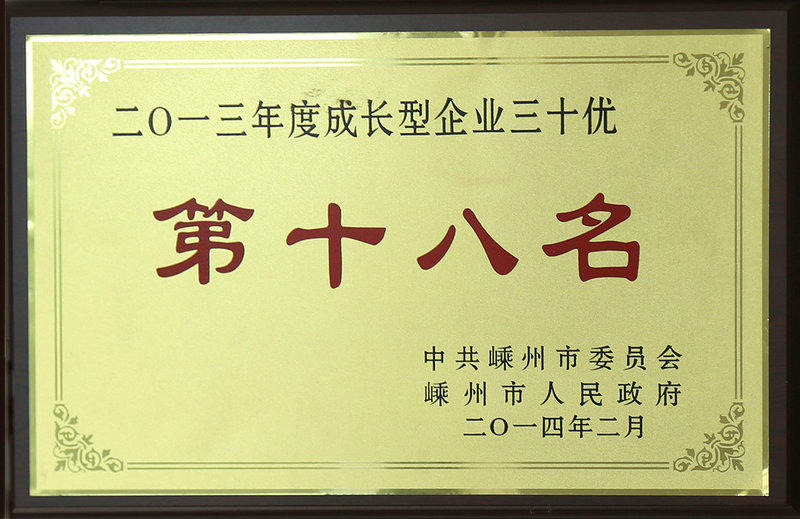 二〇一三年度成长型企业三十优
第十八名
中共嵊州市委员会
嵊州市人民政府
二〇一四年二月